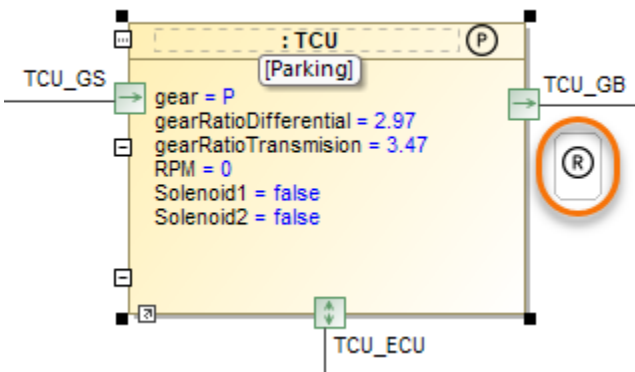 :TCU
P
[Parking]
TCU_GS
TCU_GB
gear = P
gearRatioDifferential = 2.97
gearRatioTransmision = 3.47
RPM = 0
Solenoid1 = false
Solenoid2 = false
R
TCU_ECU